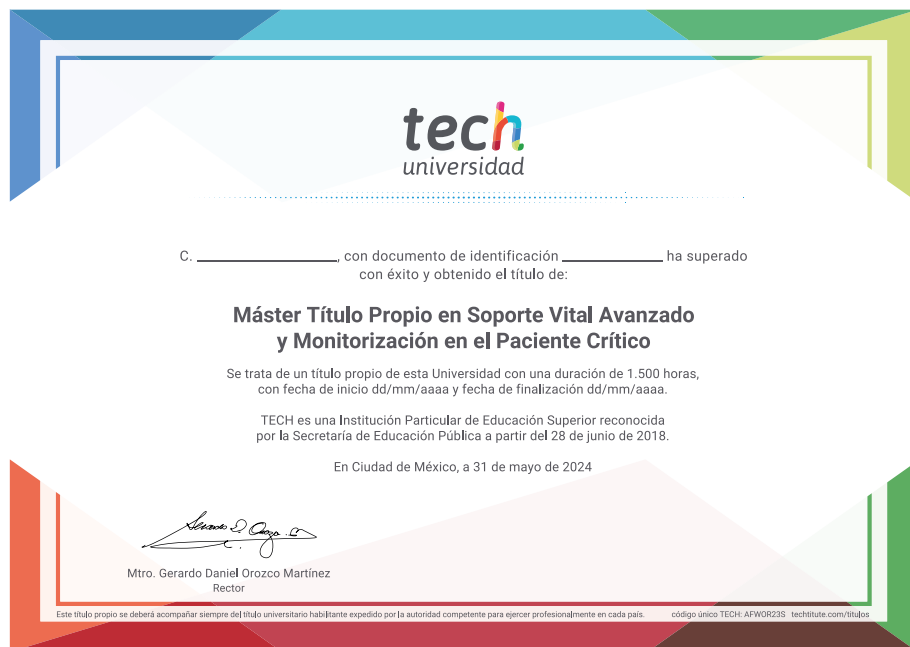 tech
universidad
C. ____________________, con documento de identificación ______________ ha superado
con éxito y obtenido el título de:
Máster Título Propio en Soporte Vital Avanzado
y Monitorización en el Paciente Crítico
Se trata de un título propio de esta Universidad con una duración de 1.500 horas,
con fecha de inicio dd/mm/aaaa y fecha de finalización dd/mm/aaaa.
TECH es una Institución Particular de Educación Superior reconocida
por la Secretaría de Educación Pública a partir del 28 de junio de 2018.
En Ciudad de México, a 31 de mayo de 2024
Mtro. Gerardo Daniel Orozco Martínez
Rector
Este título propio se deberá acompañar siempre del título universitario habilitante expedido por la autoridad competente para ejercer profesionalmente en cada país. código único TECH: AFWOR23S techtitute.com/titulos